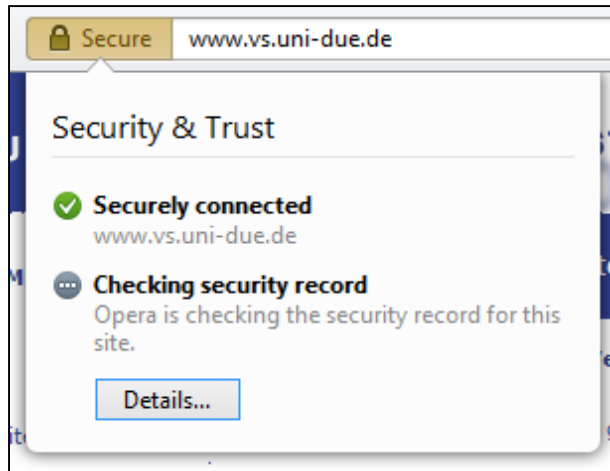 Secure www.vs.uni-due.de
Security & Trust
Securely connected
www.vs.uni-due.de
Checking security record
Opera is checking the security record for this
site.
Details...